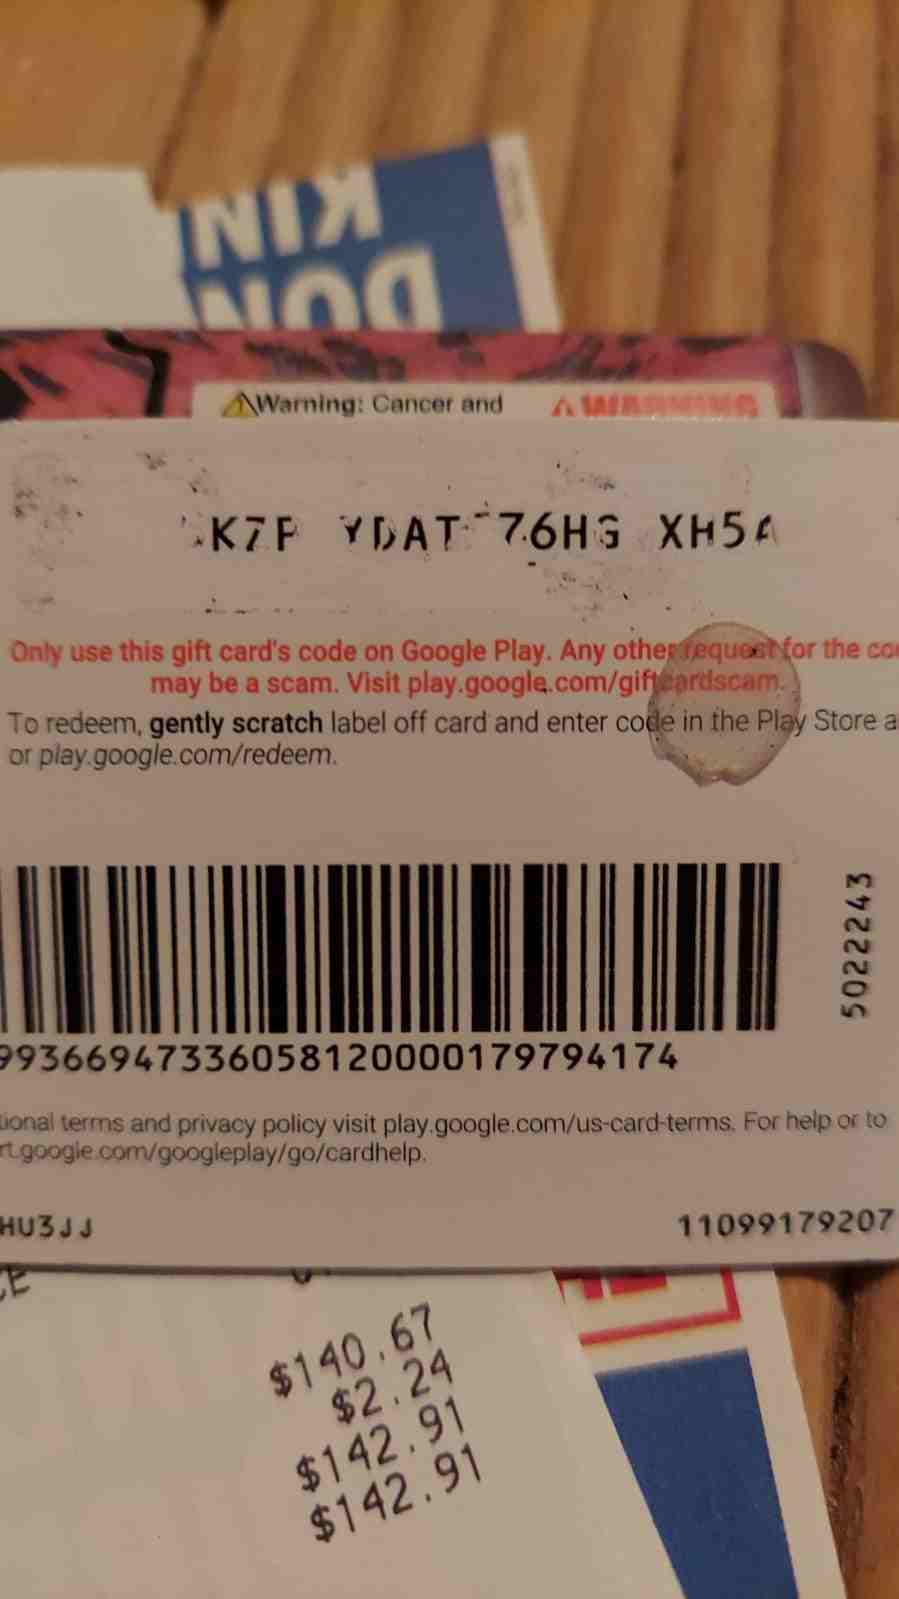 KIN
DON
Warning: Cancer and
WARNING
YDAT 76HG XH5A
Only use this gift card's code on Google Play. Any other request for the
may be a scam. Visit play.google.com/giftcardscam.
To redeem, gently scratch label off card and enter code in the Play Store
or play.google.com/redeem.
5022243
99366947336058120000179794174
terms and privacy policy visit play.google.com/us-card-terms. For help or to
google.com/googleplay/go/cardhelp.
HU3JJ
11099179207
$140.67
$2.24
$142.91
$142.91